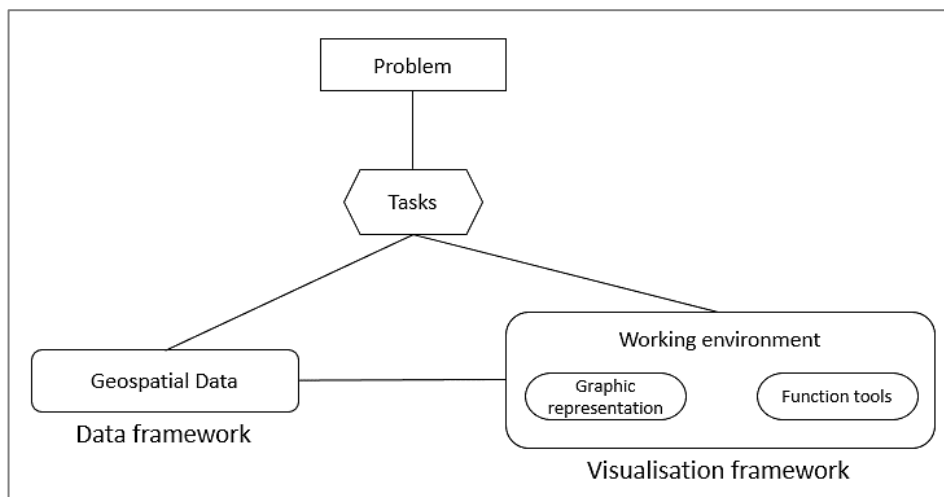 Problem
Tasks
Working environment
Geospatial Data
Graphic
representation
Function tools
Data framework
Visualisation framework